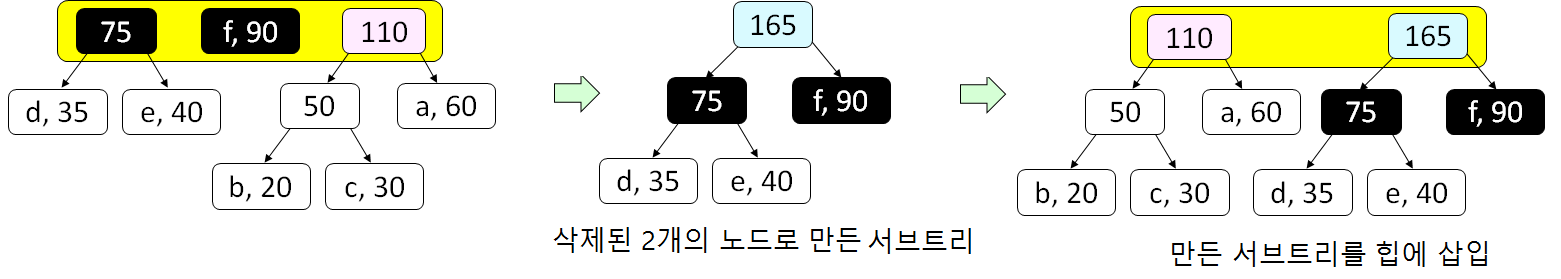 75
f, 90
110
d, 35
e, 40
50
a, 60
b, 20
c, 30
165
75
f, 90
d, 35
e, 40
삭제된 2개의 노드로 만든 서브트리
110
165
50
a, 60
75
f, 90
b, 20
c, 30
d, 35
e, 40
만든 서브트리를 힙에 삽입